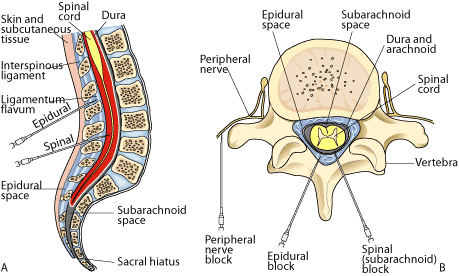 Skin and
subcutaneous
tissue
Spinal
cord
Dura
Interspinous
ligament
Ligamentum
flavum
Epidural
Spinal
Epidural
space
Subarachnoid
space
Sacral hiatus
A
Epidural
space
Subarachnoid
space
Dura and
arachnoid
Peripheral
nerve
Spinal
cord
Vertebra
Peripheral
nerve
block
Epidural
block
Spinal
(subarachnoid)
block
B